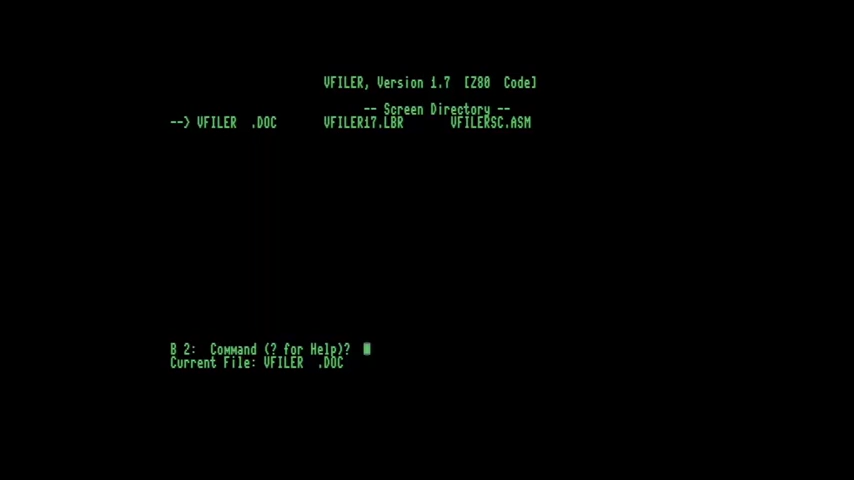 VFILER, Version 1.7  [Z80  Code]
-- Screen Directory --
--> VFILER  .DOC       VFILER17.LBR       VFILERSC.ASM
B 2:  Command (? for Help)?
Current File: VFILER  .DOC